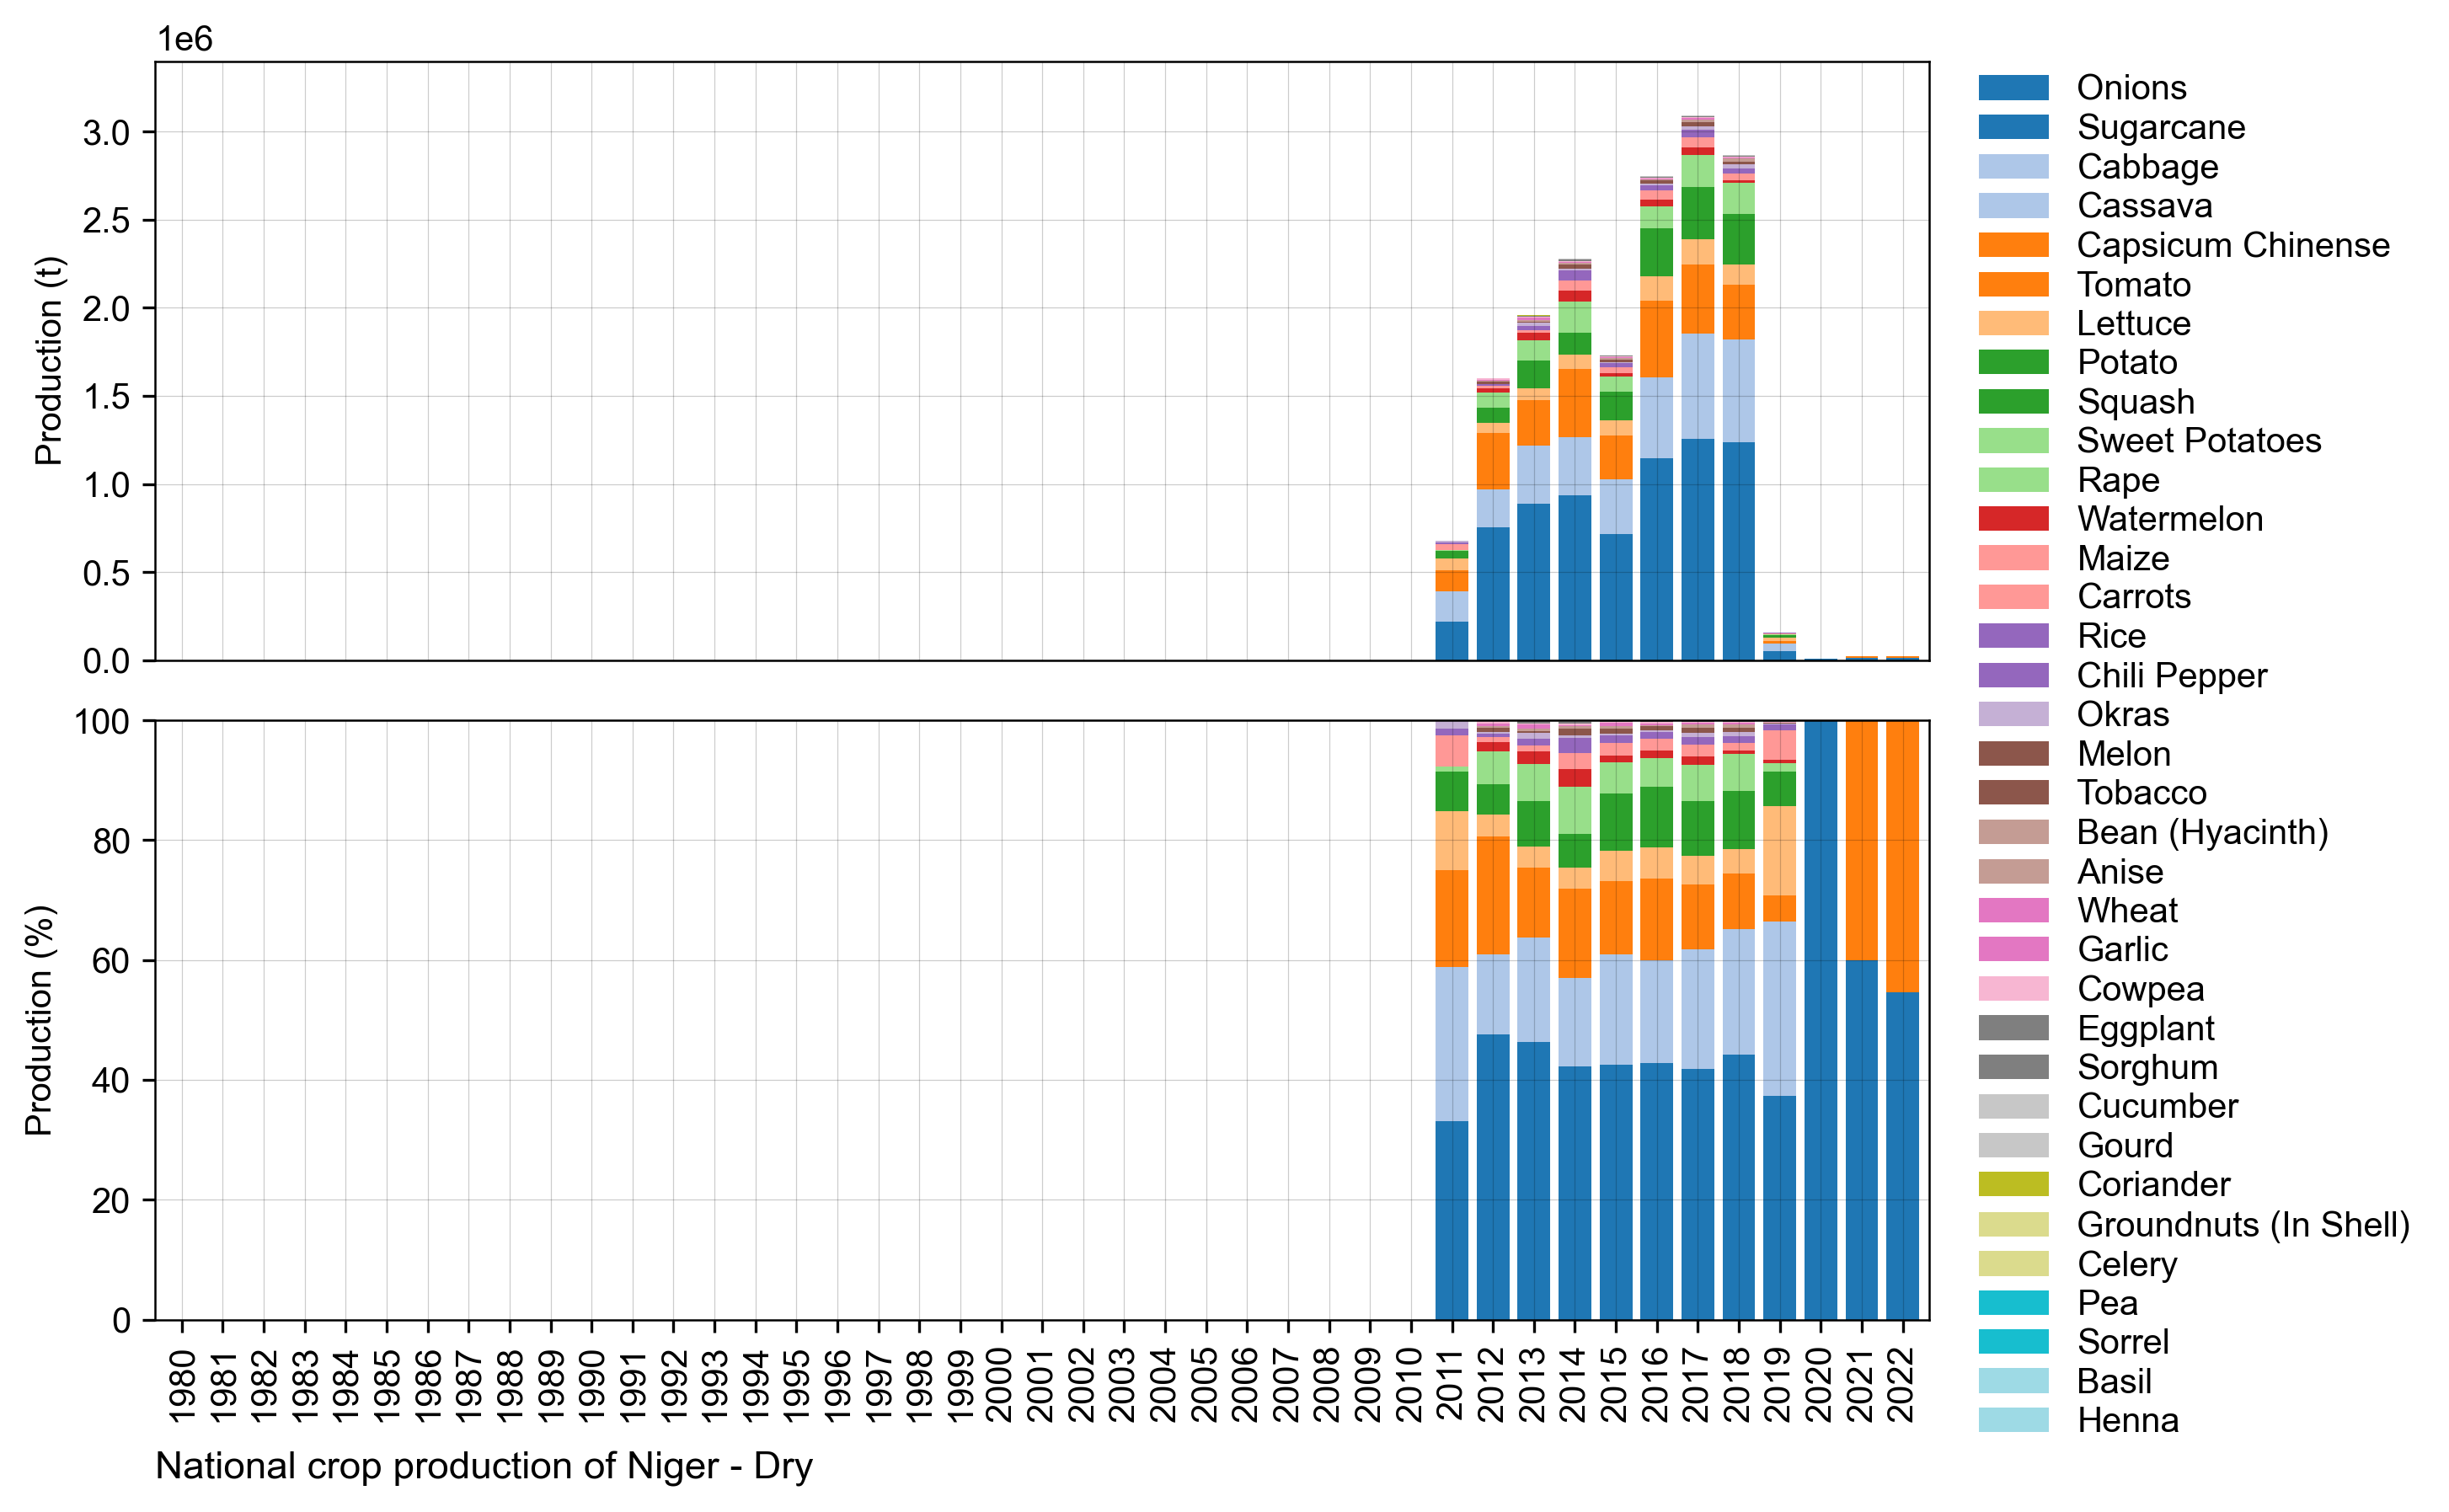 1e6
3.0
2.5
2.0
1.5
1.0
0.5
0.0
Production (t)
100
80
60
40
20
0
Production (%)
1980 1981 1982 1983 1984 1985 1986 1987 1988 1989 1990 1991 1992 1993 1994 1995 1996 1997 1998 1999 2000 2001 2002 2003 2004 2005 2006 2007 2008 2009 2010 2011 2012 2013 2014 2015 2016 2017 2018 2019 2020 2021 2022
National crop production of Niger - Dry
Onions
Sugarcane
Cabbage
Cassava
Capsicum Chinense
Tomato
Lettuce
Potato
Squash
Sweet Potatoes
Rape
Watermelon
Maize
Carrots
Rice
Chili Pepper
Okras
Melon
Tobacco
Bean (Hyacinth)
Anise
Wheat
Garlic
Cowpea
Eggplant
Sorghum
Cucumber
Gourd
Coriander
Groundnuts (In Shell)
Celery
Pea
Sorrel
Basil
Henna